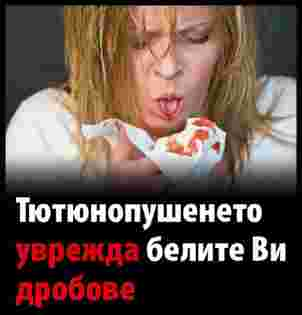 Тютюнопушенето
уврежда белите Ви
дробове